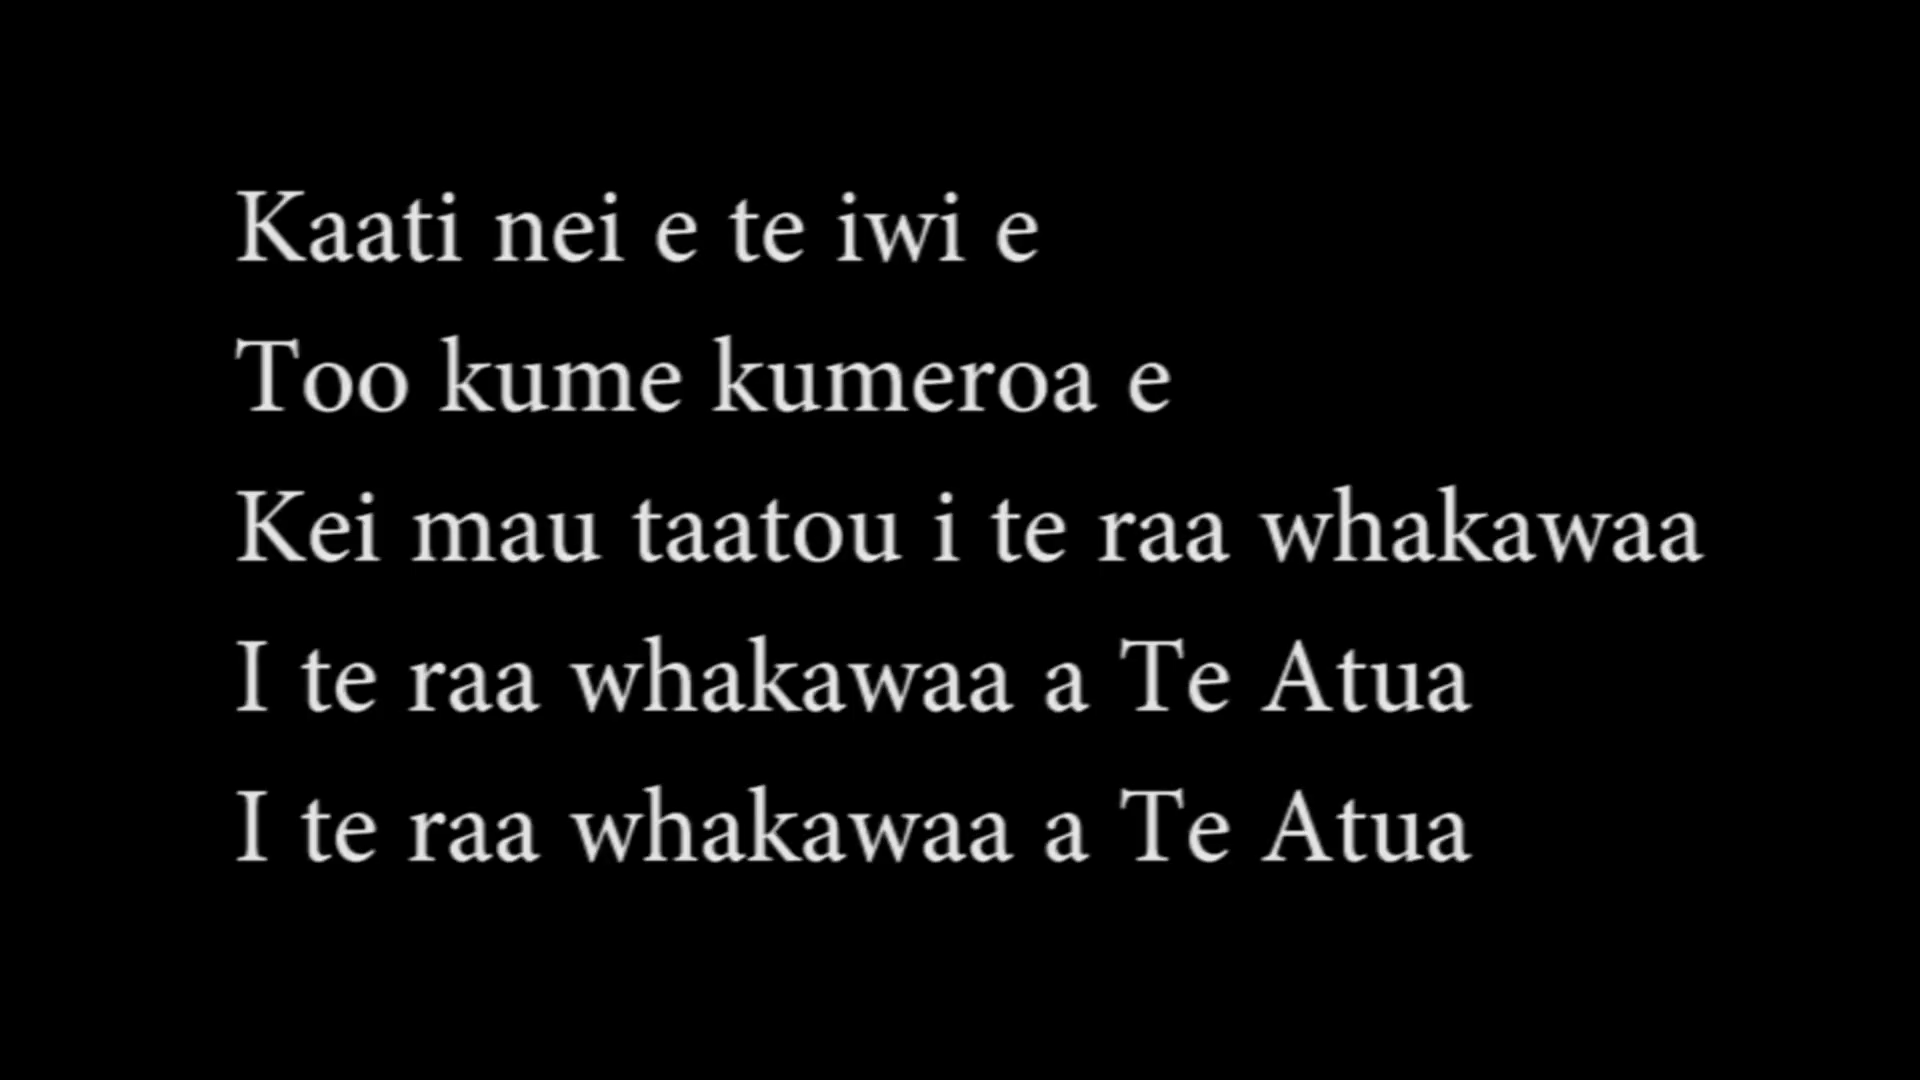 Kaati nei e te iwi e
Too kume kumeroa e
Kei mau taatou i te raa whakawaa
I te raa whakawaa a Te Atua
I te raa whakawaa a Te Atua